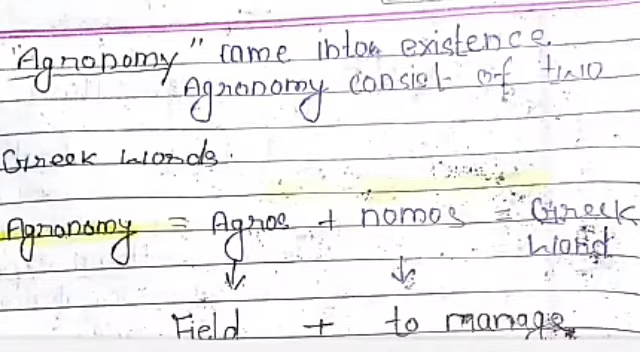 "Agronomy" came into existence.
Agronomy consist of two
Greek words.
Agronomy = Agros + nomos = Greek
word
Field + to manage